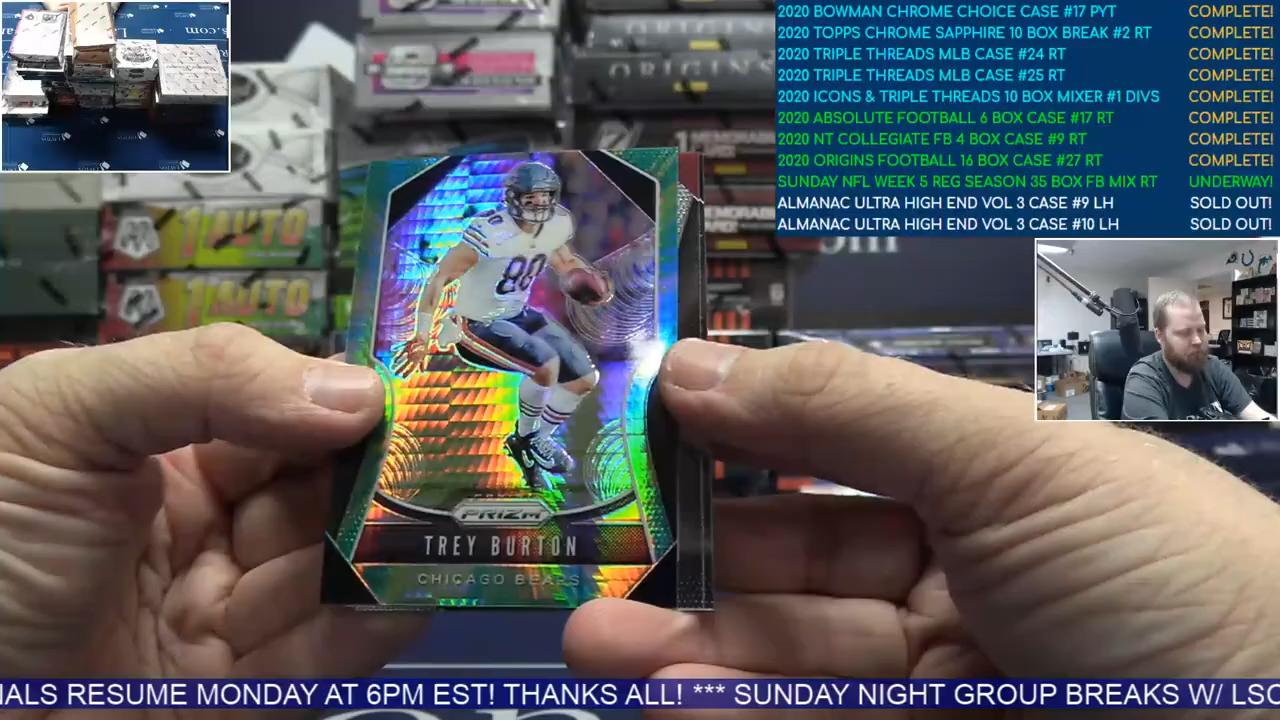 2020 BOWMAN CHROME CHOICE CASE #17 PYT COMPLETE!
2020 TOPPS CHROME SAPPHIRE 10 BOX BREAK #2 RT COMPLETE!
2020 TRIPLE THREADS MLB CASE #24 RT COMPLETE!
2020 TRIPLE THREADS MLB CASE #25 RT COMPLETE!
2020 ICONS & TRIPLE THREADS 10 BOX MIXER #1 DIVS COMPLETE!
2020 ABSOLUTE FOOTBALL 6 BOX CASE #17 RT COMPLETE!
2020 NT COLLEGIATE FB 4 BOX CASE #9 RT COMPLETE!
2020 ORIGINS FOOTBALL 16 BOX CASE #27 RT COMPLETE!
SUNDAY NFL WEEK 5 REG SEASON 35 BOX FB MIX RT UNDERWAY!
ALMANAC ULTRA HIGH END VOL 3 CASE #9 LH SOLD OUT!
ALMANAC ULTRA HIGH END VOL 3 CASE #10 LH SOLD OUT!
ORIGINS
1 AUTO
1 AUTO
80
PRIZM
TREY BURTON
CHICAGO BEARS
IALS RESUME MONDAY AT 6PM EST! THANKS ALL! *** SUNDAY NIGHT GROUP BREAKS W/ LSC